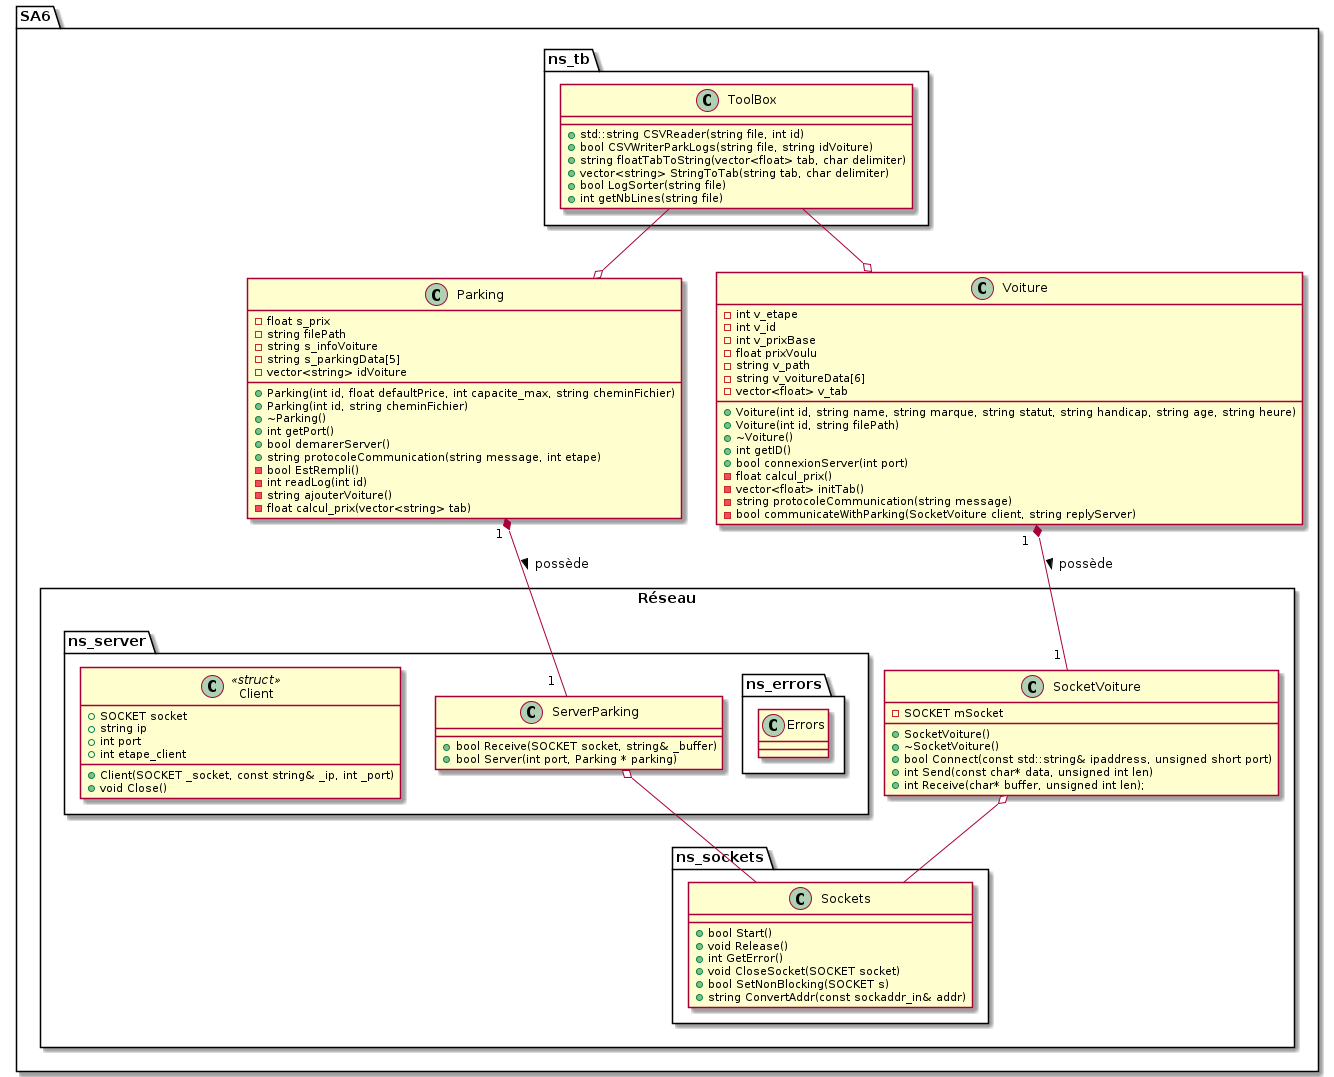 SA6
ns_tb
C ToolBox
std::string CSVReader(string file, int id)
bool CSVWriterParkLogs(string file, string idVoiture)
string floatTabToString(vector<float> tab, char delimiter)
vector<string> StringToTab(string tab, char delimiter)
bool LogSorter(string file)
int getNbLines(string file)
C Parking
float s_prix
string filePath
string s_infoVoiture
string s_parkingData[5]
vector<string> idVoiture
Parking(int id, float defaultPrice, int capacite_max, string cheminFichier)
Parking(int id, string cheminFichier)
~Parking()
int getPort()
bool demarerServer()
string protocoleCommunication(string message, int etape)
bool EstRempli()
int readLog(int id)
string ajouterVoiture()
float calcul_prix(vector<string> tab)
C Voiture
int v_etape
int v_id
int v_prixBase
float prixVoulu
string v_path
string v_voitureData[6]
vector<float> v_tab
Voiture(int id, string name, string marque, string statut, string handicap, string age, string heure)
Voiture(int id, string filePath)
~Voiture()
int getID()
bool connexionServer(int port)
float calcul_prix()
vector<float> initTab()
string protocoleCommunication(string message)
bool communicateWithParking(SocketVoiture client, string replyServer)
1
possède
1
1
possède
1
Réseau
ns_server
C «struct»
Client
SOCKET socket
string ip
int port
int etape_client
Client(SOCKET _socket, const string& _ip, int _port)
void Close()
C ServerParking
bool Receive(SOCKET socket, string& _buffer)
bool Server(int port, Parking * parking)
ns_errors
C Errors
C SocketVoiture
SOCKET mSocket
SocketVoiture()
~SocketVoiture()
bool Connect(const std::string& ipaddress, unsigned short port)
int Send(const char* data, unsigned int len)
int Receive(char* buffer, unsigned int len);
ns_sockets
C Sockets
bool Start()
void Release()
int GetError()
void CloseSocket(SOCKET socket)
bool SetNonBlocking(SOCKET s)
string ConvertAddr(const sockaddr_in& addr)